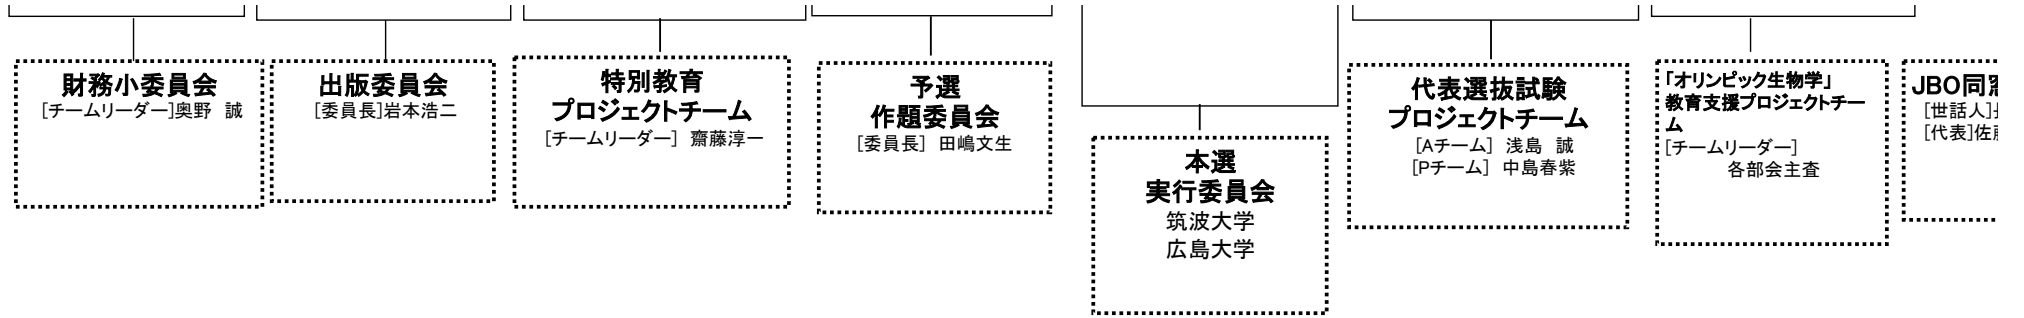 財務小委員会
[チームリーダー]奥野　誠
出版委員会
[委員長]岩本浩二
特別教育
プロジェクトチーム
[チームリーダー]　齋藤淳一
予選
作題委員会
[委員長]　田嶋文生
本選
実行委員会
筑波大学
広島大学
代表選抜試験
プロジェクトチーム
[Aチーム]　浅島　誠
[Pチーム]　中島春紫
「オリンピック生物学」
教育支援プロジェクトチー
ム
[チームリーダー]
各部会主査
JBO同窓
[世話人]
[代表]佐